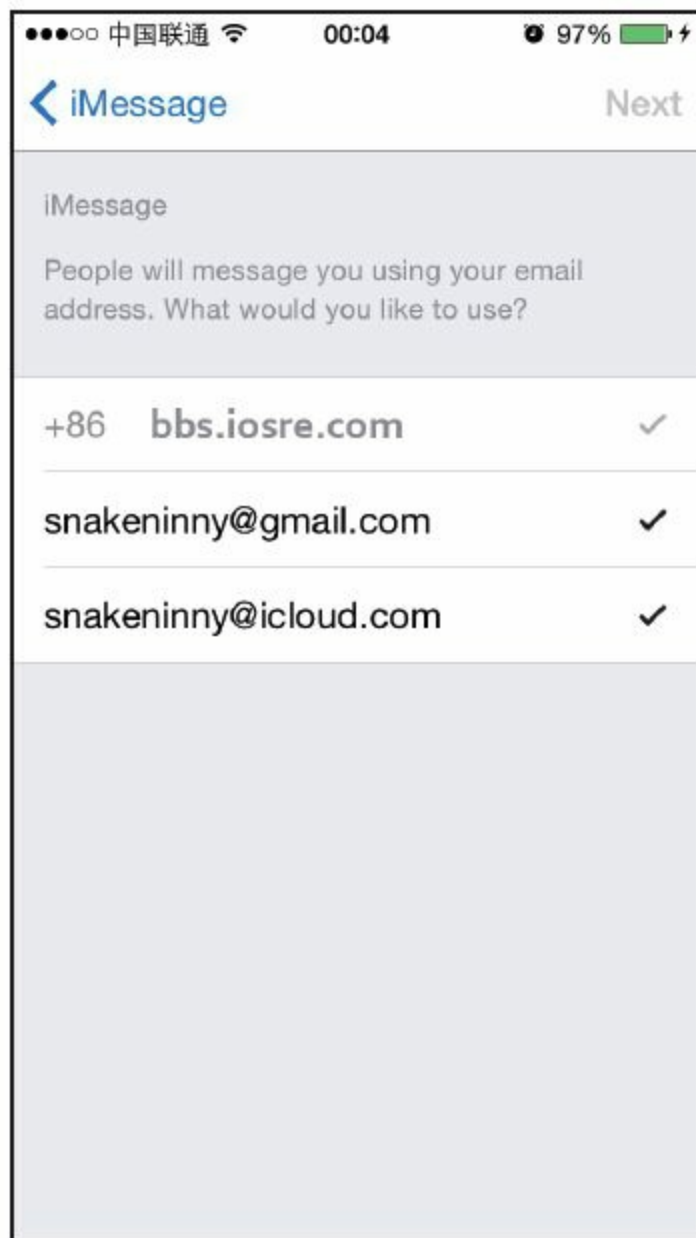 中国联通 00:04 97%
iMessage Next
iMessage
People will message you using your email
address. What would you like to use?
+86 bbs.iosre.com
snakeninny@gmail.com
snakeninny@icloud.com